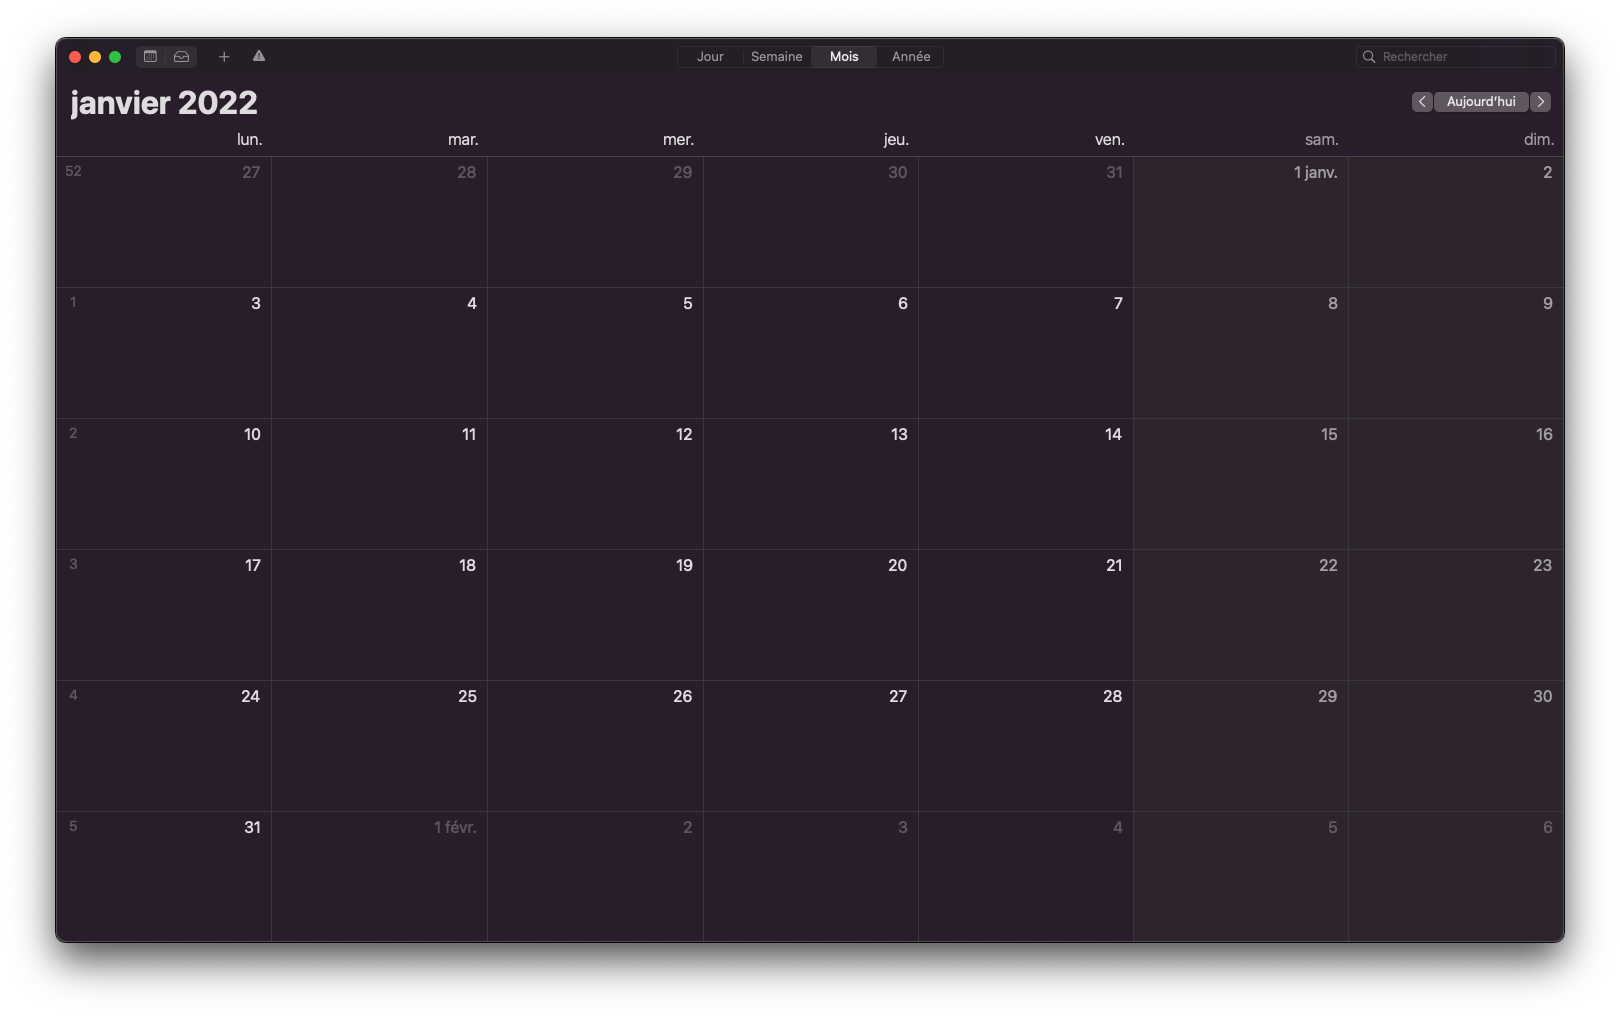 Jour Semaine Mois Année Rechercher
janvier 2022 Aujourd'hui
lun. mar. mer. jeu. ven. sam. dim.
52 27 28 29 30 31 1 janv. 2
1 3 4 5 6 7 8 9
2 10 11 12 13 14 15 16
3 17 18 19 20 21 22 23
4 24 25 26 27 28 29 30
5 31 1 févr. 2 3 4 5 6